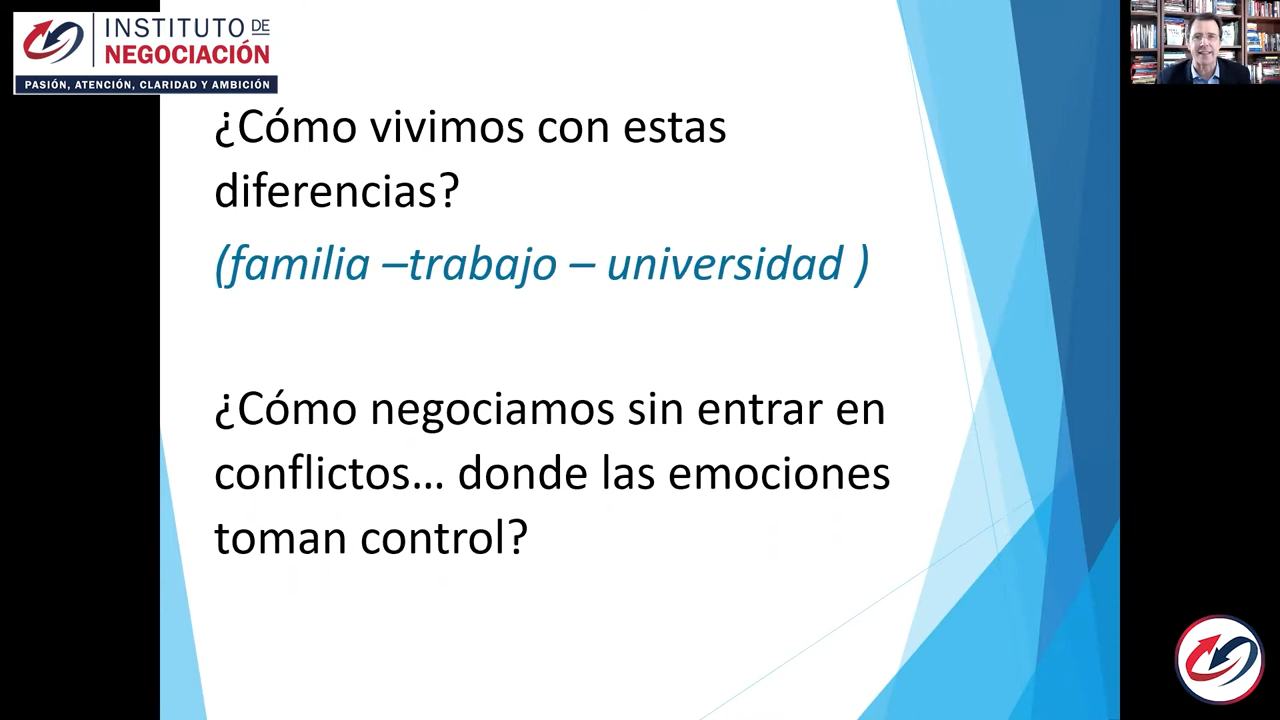 INSTITUTO DE
NEGOCIACIÓN
PASIÓN, ATENCIÓN, CLARIDAD Y AMBICIÓN
¿Cómo vivimos con estas
diferencias?
(familia –trabajo – universidad )
¿Cómo negociamos sin entrar en
conflictos... donde las emociones
toman control?